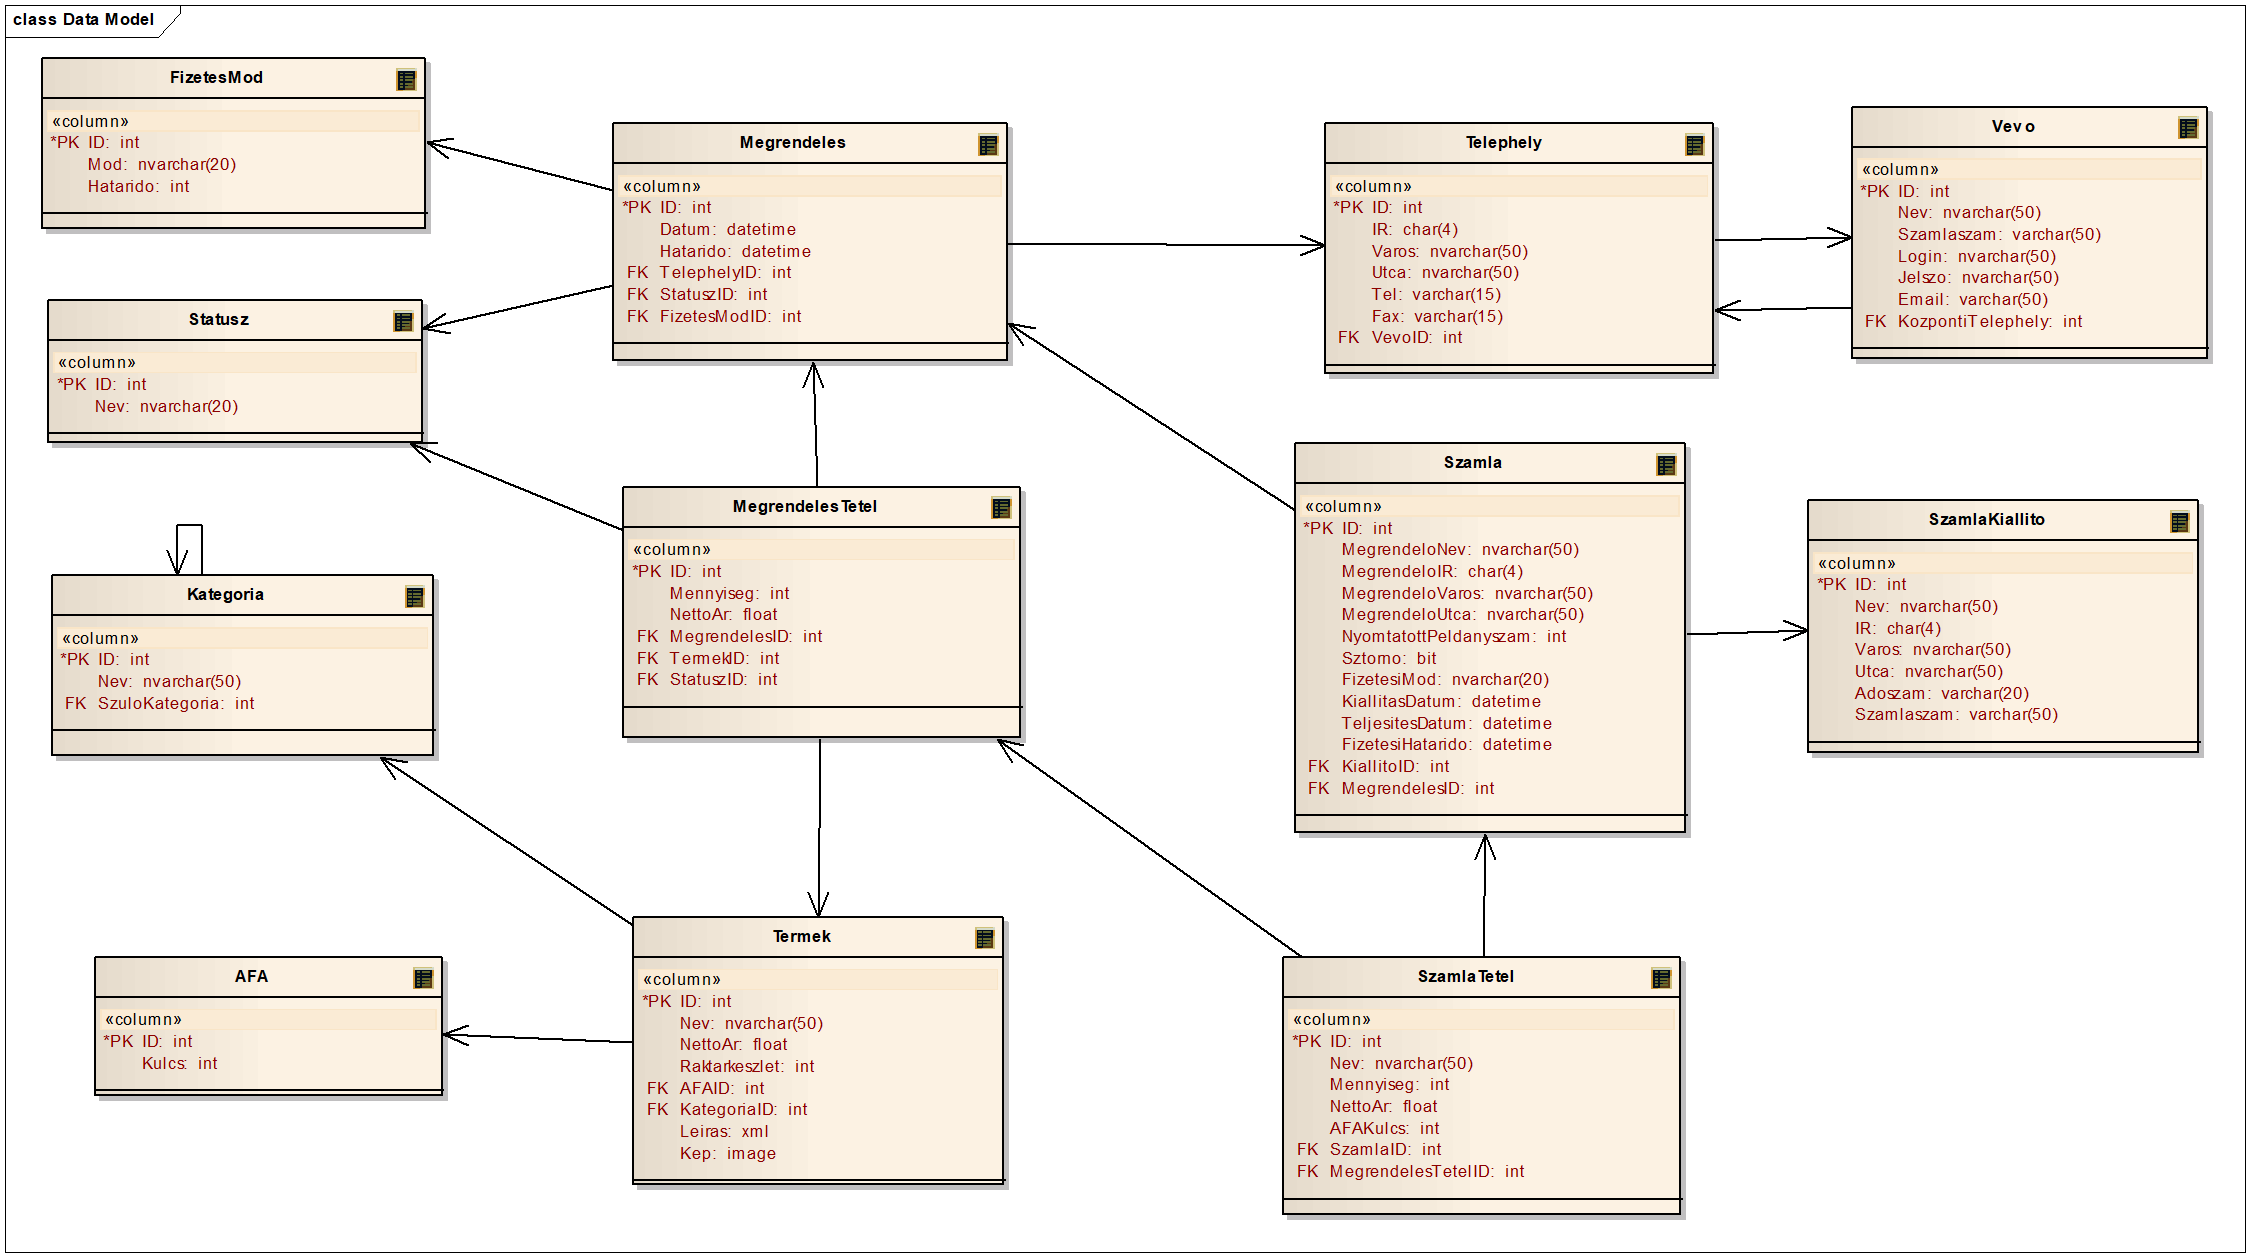 class Data Model
FizetesMod
«column»
*PK ID: int
Mod: nvarchar(20)
Hatarido: int
Megrendeles
«column»
*PK ID: int
Datum: datetime
Hatarido: datetime
FK TelephelyID: int
FK StatuszID: int
FK FizetesModID: int
Telephely
«column»
*PK ID: int
IR: char(4)
Varos: nvarchar(50)
Utca: nvarchar(50)
Tel: varchar(15)
Fax: varchar(15)
FK VevoID: int
Vevo
«column»
*PK ID: int
Nev: nvarchar(50)
Szamlaszam: varchar(50)
Login: nvarchar(50)
Jelszo: nvarchar(50)
Email: varchar(50)
FK KozpontiTelephely: int
Statusz
«column»
*PK ID: int
Nev: nvarchar(20)
MegrendelesTetel
«column»
*PK ID: int
Mennyiseg: int
NettoAr: float
FK MegrendelesID: int
FK TermekID: int
FK StatuszID: int
Szamla
«column»
*PK ID: int
MegrendeloNev: nvarchar(50)
MegrendeloIR: char(4)
MegrendeloVaros: nvarchar(50)
MegrendeloUtca: nvarchar(50)
NyomtatottPeldanyszam: int
Sztorno: bit
FizetesiMod: nvarchar(20)
KiallitasDatum: datetime
TeljesitesDatum: datetime
FizetesiHatarido: datetime
FK KiallitoID: int
FK MegrendelesID: int
SzamlaKiallito
«column»
*PK ID: int
Nev: nvarchar(50)
IR: char(4)
Varos: nvarchar(50)
Utca: nvarchar(50)
Adoszam: varchar(20)
Szamlaszam: varchar(50)
Kategoria
«column»
*PK ID: int
Nev: nvarchar(50)
FK SzuloKategoria: int
AFA
«column»
*PK ID: int
Kulcs: int
Termek
«column»
*PK ID: int
Nev: nvarchar(50)
NettoAr: float
Raktarkeszlet: int
FK AFAID: int
FK KategoriaID: int
Leiras: xml
Kep: image
SzamlaTetel
«column»
*PK ID: int
Nev: nvarchar(50)
Mennyiseg: int
NettoAr: float
AFAKulcs: int
FK SzamlaID: int
FK MegrendelesTetelID: int